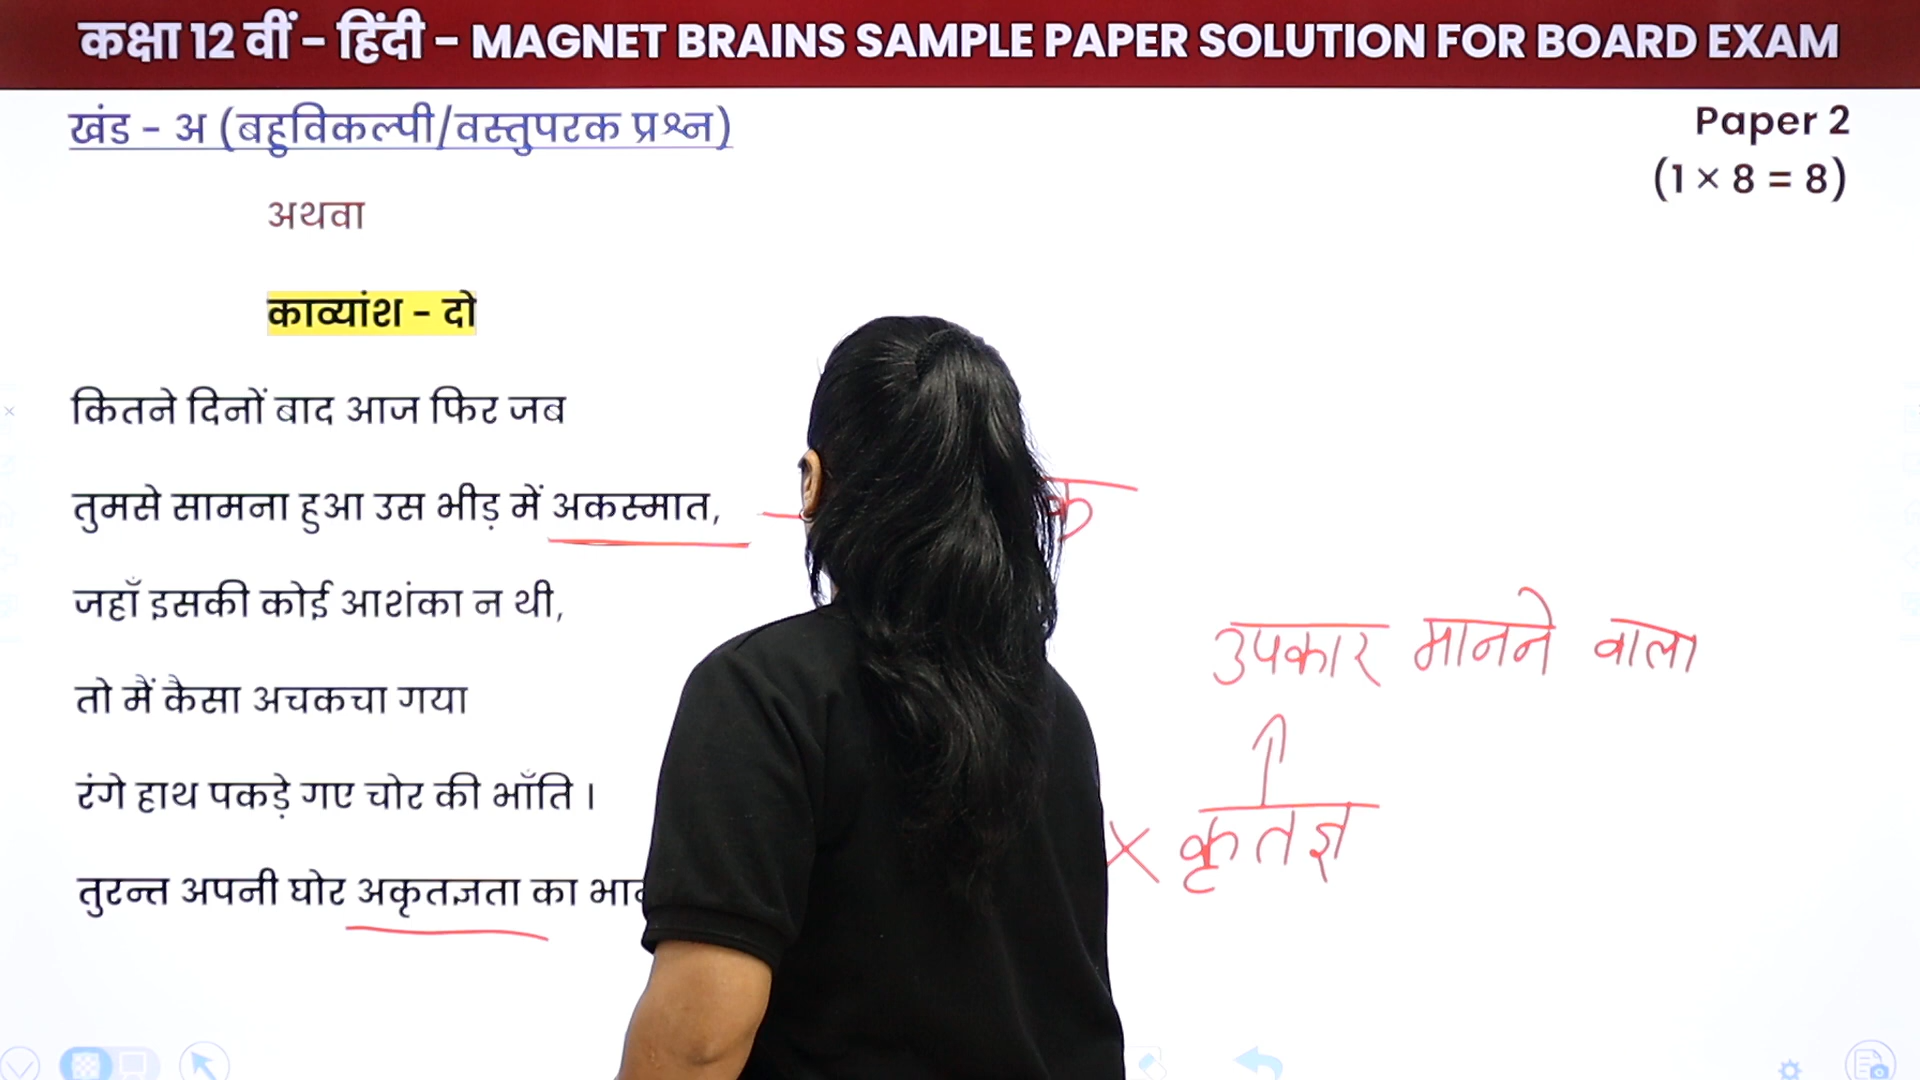 कक्षा 12 वीं – हिंदी – MAGNET BRAINS SAMPLE PAPER SOLUTION FOR BOARD EXAM
खंड – अ (बहुविकल्पी/वस्तुपरक प्रश्न)
Paper 2
(1 × 8 = 8)
अथवा
काव्यांश – दो
कितने दिनों बाद आज फिर जब
तुमसे सामना हुआ उस भीड़ में अकस्मात,
जहाँ इसकी कोई आशंका न थी,
उपकार मानने वाला
तो मैं कैसा अचकचा गया
रंगे हाथ पकड़े गए चोर की भाँति ।
× कृतज्ञ
तुरन्त अपनी घोर अकृतज्ञता का